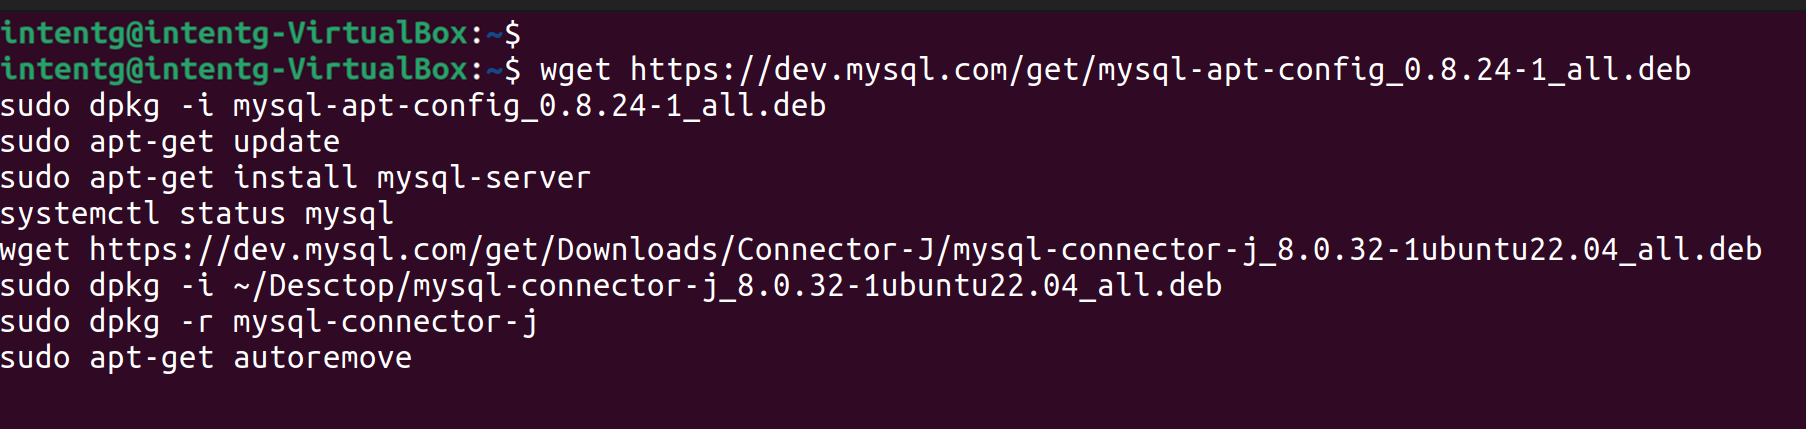 intentg@intentg-VirtualBox:~$
intentg@intentg-VirtualBox:~$ wget https://dev.mysql.com/get/mysql-apt-config_0.8.24-1_all.deb
sudo dpkg -i mysql-apt-config_0.8.24-1_all.deb
sudo apt-get update
sudo apt-get install mysql-server
systemctl status mysql
wget https://dev.mysql.com/get/Downloads/Connector-J/mysql-connector-j_8.0.32-1ubuntu22.04_all.deb
sudo dpkg -i ~/Desctop/mysql-connector-j_8.0.32-1ubuntu22.04_all.deb
sudo dpkg -r mysql-connector-j
sudo apt-get autoremove